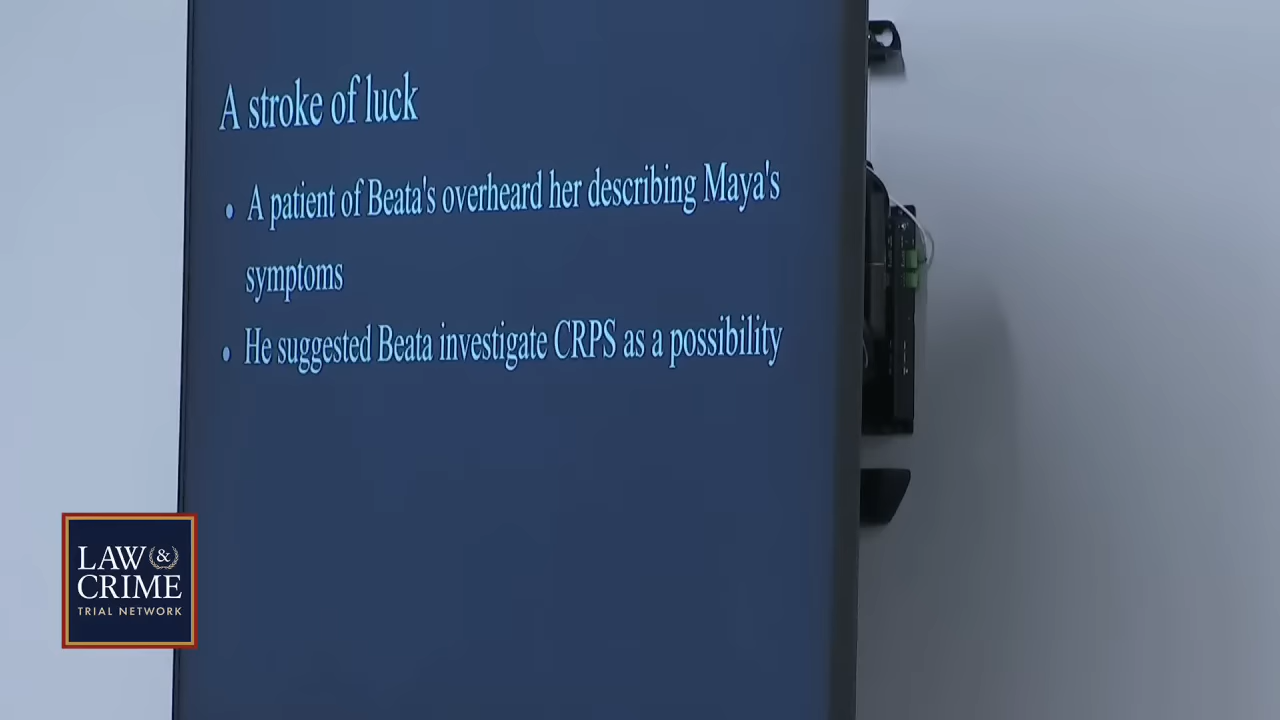 A stroke of luck
• A patient of Beata's overheard her describing Maya's
symptoms
• He suggested Beata investigate CRPS as a possibility
LAW &
CRIME
TRIAL NETWORK